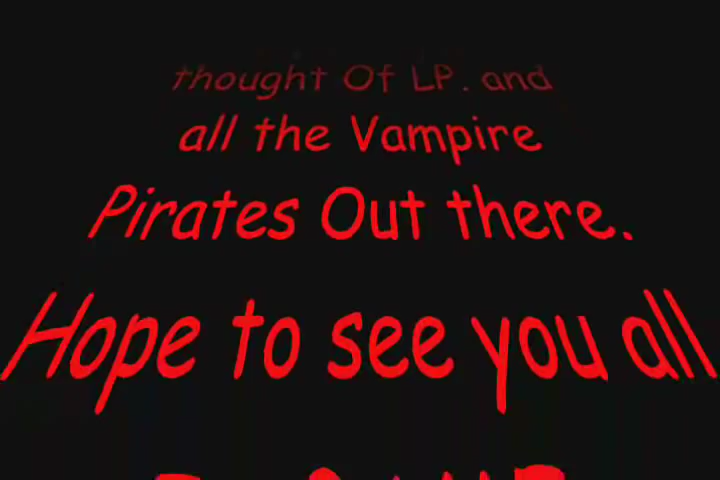 thought Of LP. and
all the Vampire
Pirates Out there.
Hope to see you all